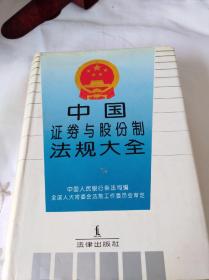 中国
证券与股份制
法规大全
中国人民银行条法司编
全国人大常委会法制工作委员会审定
法律出版社